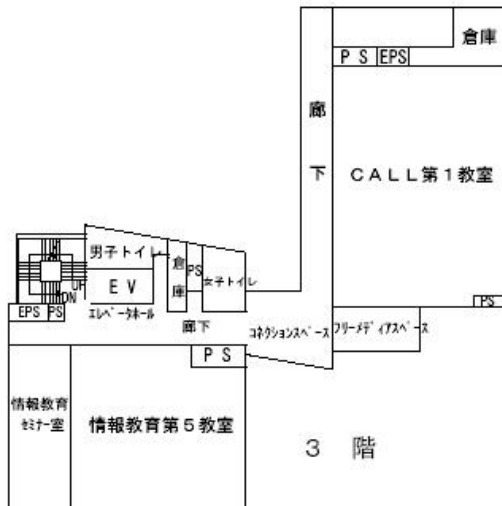 倉庫
PS EPS
廊下
CALL第1教室
男子トイレ
倉庫
PS
女子トイレ
EV
UP
DN
EPS PS
エレベータホール
廊下
コネクションスペース
フリーメディアスペース
PS
PS
情報教育
セミナー室
情報教育第5教室
3 階